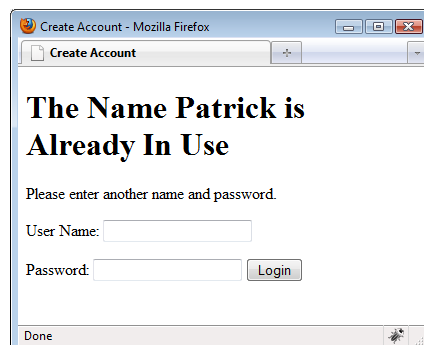 Create Account - Mozilla Firefox
Create Account
The Name Patrick is
Already In Use
Please enter another name and password.
User Name:
Password: Login
Done